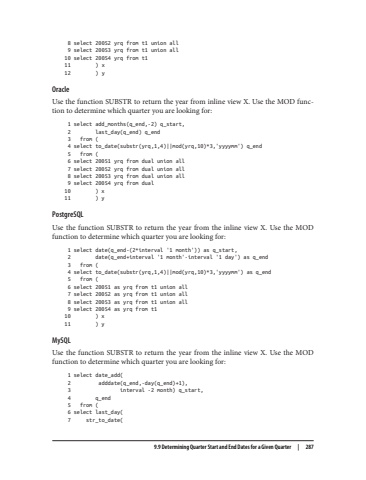 8 select 20052 yrq from t1 union all
9 select 20053 yrq from t1 union all
10 select 20054 yrq from t1
11 ) x
12 ) y
Oracle
Use the function SUBSTR to return the year from inline view X. Use the MOD func-
tion to determine which quarter you are looking for:
1 select add_months(q_end,-2) q_start,
2 last_day(q_end) q_end
3 from (
4 select to_date(substr(yrq,1,4)||mod(yrq,10)*3,'yyyymm') q_end
5 from (
6 select 20051 yrq from dual union all
7 select 20052 yrq from dual union all
8 select 20053 yrq from dual union all
9 select 20054 yrq from dual
10 ) x
11 ) y
PostgreSQL
Use the function SUBSTR to return the year from the inline view X. Use the MOD
function to determine which quarter you are looking for:
1 select date(q_end-(2*interval '1 month')) as q_start,
2 date(q_end+interval '1 month'-interval '1 day') as q_end
3 from (
4 select to_date(substr(yrq,1,4)||mod(yrq,10)*3,'yyyymm') as q_end
5 from (
6 select 20051 as yrq from t1 union all
7 select 20052 as yrq from t1 union all
8 select 20053 as yrq from t1 union all
9 select 20054 as yrq from t1
10 ) x
11 ) y
MySQL
Use the function SUBSTR to return the year from the inline view X. Use the MOD
function to determine which quarter you are looking for:
1 select date_add(
2 adddate(q_end,-day(q_end)+1),
3 interval -2 month) q_start,
4 q_end
5 from (
6 select last_day(
7 str_to_date(
9.9 Determining Quarter Start and End Dates for a Given Quarter | 287